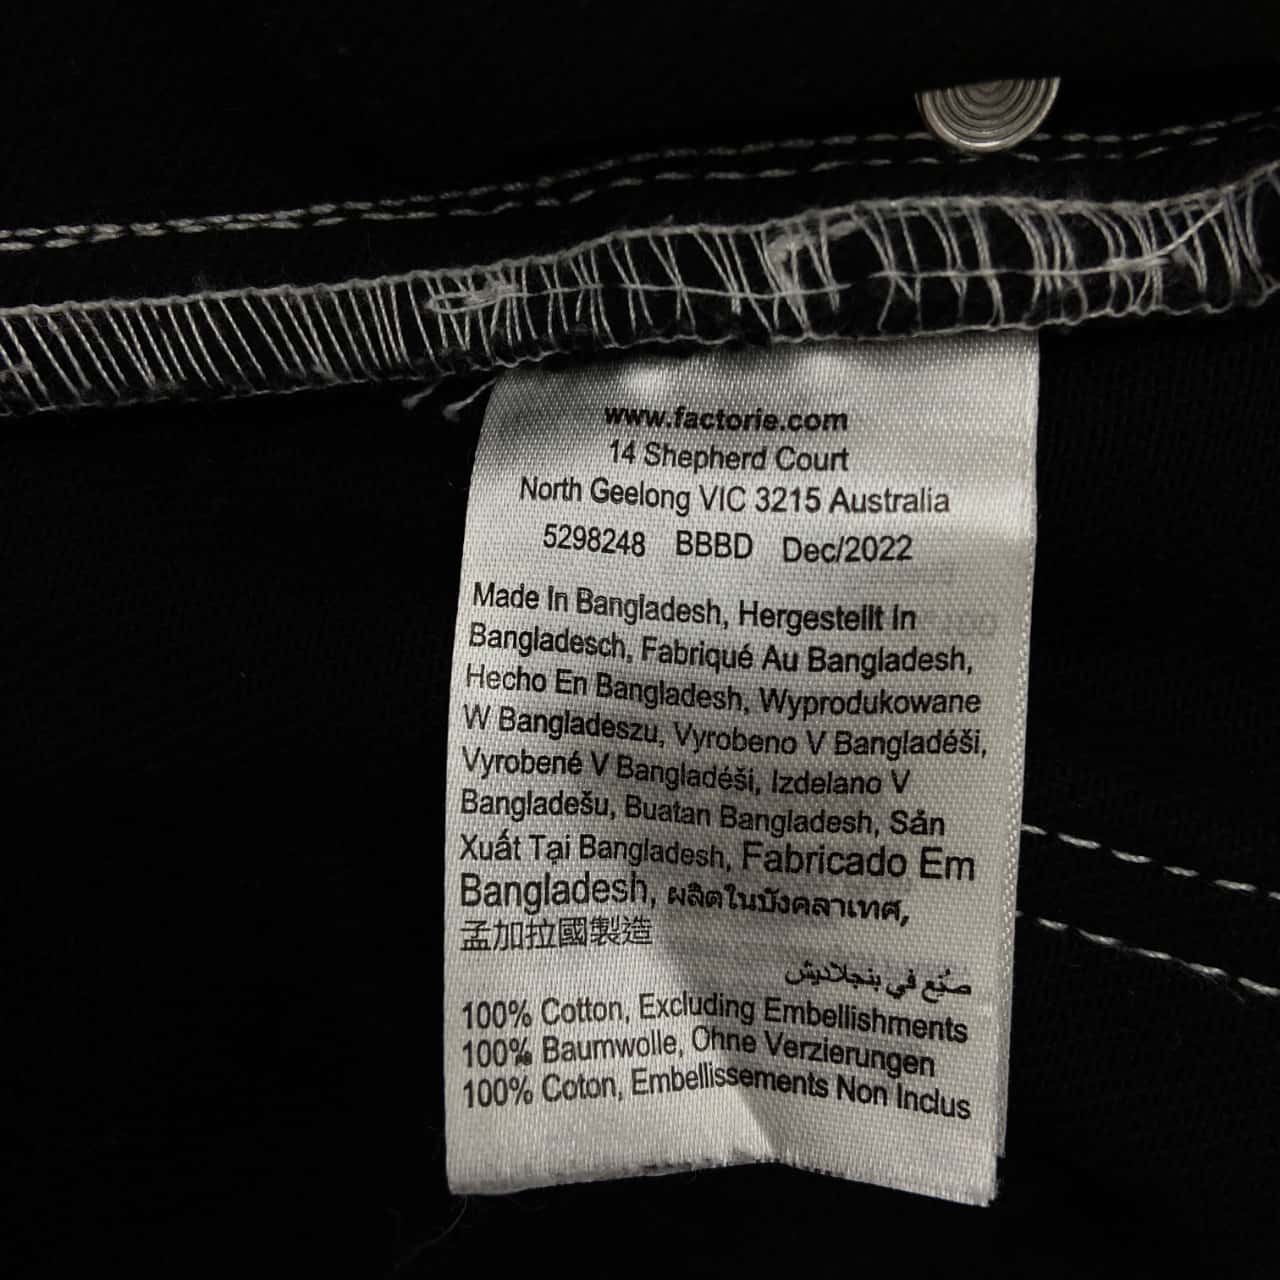 www.factorie.com
14 Shepherd Court
North Geelong VIC 3215 Australia
5298248 BBBD Dec/2022
Made In Bangladesh, Hergestellt In
Bangladesch, Fabriqué Au Bangladesh,
Hecho En Bangladesh, Wyprodukowane
W Bangladeszu, Vyrobeno V Bangladéši,
Vyrobené V Bangladéši, Izdelano V
Bangladešu, Buatan Bangladesh, Sản
Xuất Tại Bangladesh, Fabricado Em
Bangladesh, ผลิตในบังคลาเทศ,
孟加拉國製造
صُنِع في بنجلاديش
100% Cotton, Excluding Embellishments
100% Baumwolle, Ohne Verzierungen
100% Coton, Embellissements Non Inclus